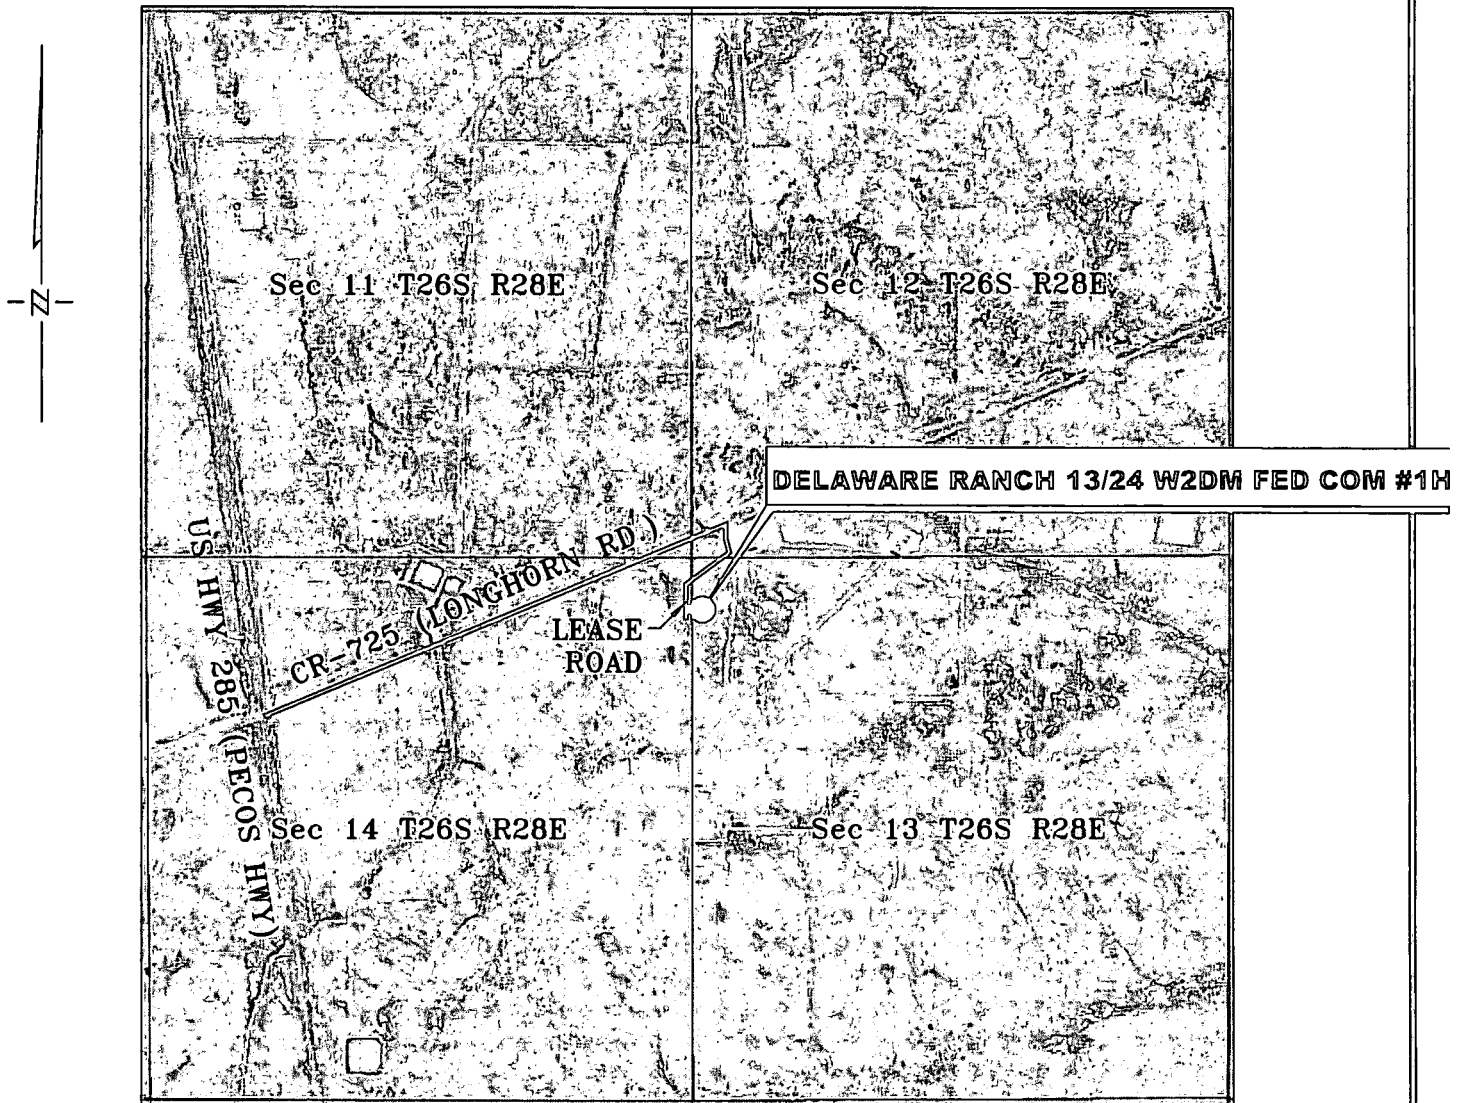 Sec 11 T26S R28E
Sec 12 T26S R28E
N
DELAWARE RANCH 13/24 W2DM FED COM #1H
US HWY 285 (PECOS HWY)
CR-725 (LONGHORN RD.)
LEASE
ROAD
Sec 14 T26S R28E
Sec 13 T26S R28E